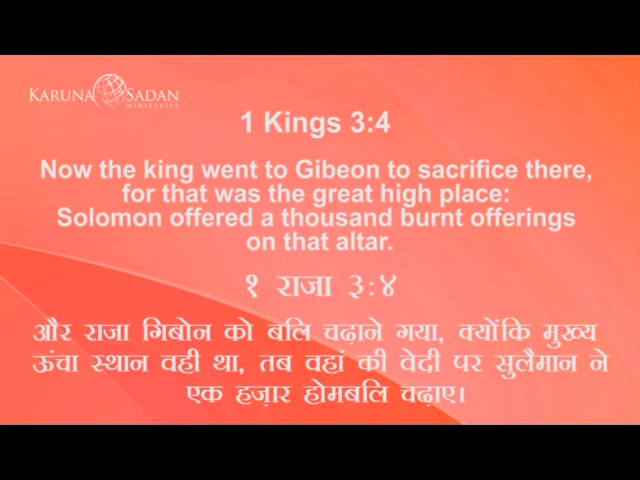 KARUNA SADAN
MINISTRIES
1 Kings 3:4
Now the king went to Gibeon to sacrifice there,
for that was the great high place:
Solomon offered a thousand burnt offerings
on that altar.
१ राजा ३:४
और राजा गिबोन को बलि चढ़ाने गया, क्योंकि मुख्य
ऊंचा स्थान वही था, तब वहां की वेदी पर सुलैमान ने
एक हज़ार होमबलि चढ़ाए।